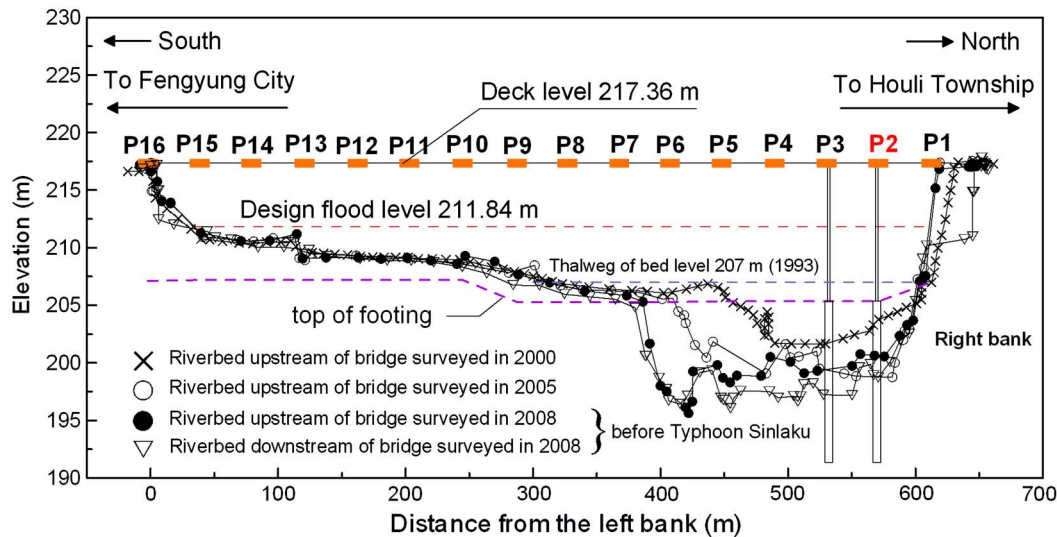 230
225
220
215
210
205
200
195
190
Elevation (m)
South
North
To Fengyung City
To Houli Township
Deck level 217.36 m
P16 P15 P14 P13 P12 P11 P10 P9 P8 P7 P6 P5 P4 P3 P2 P1
Design flood level 211.84 m
Thalweg of bed level 207 m (1993)
top of footing
Right bank
Riverbed upstream of bridge surveyed in 2000
Riverbed upstream of bridge surveyed in 2005
Riverbed upstream of bridge surveyed in 2008
Riverbed downstream of bridge surveyed in 2008
} before Typhoon Sinlaku
0 100 200 300 400 500 600 700
Distance from the left bank (m)